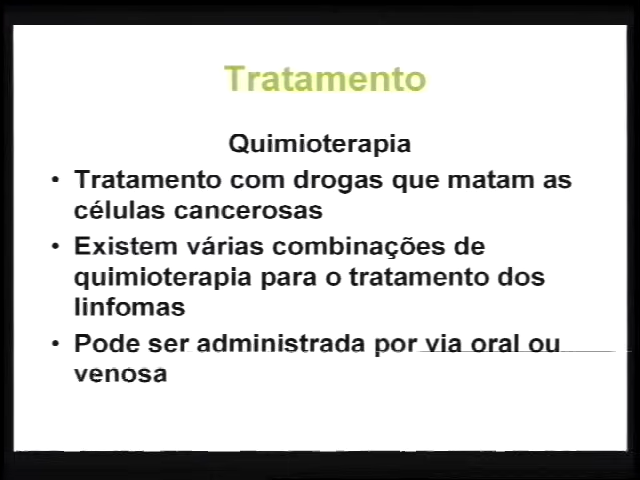 Tratamento
Quimioterapia
• Tratamento com drogas que matam as
células cancerosas
• Existem várias combinações de
quimioterapia para o tratamento dos
linfomas
• Pode ser administrada por via oral ou
venosa